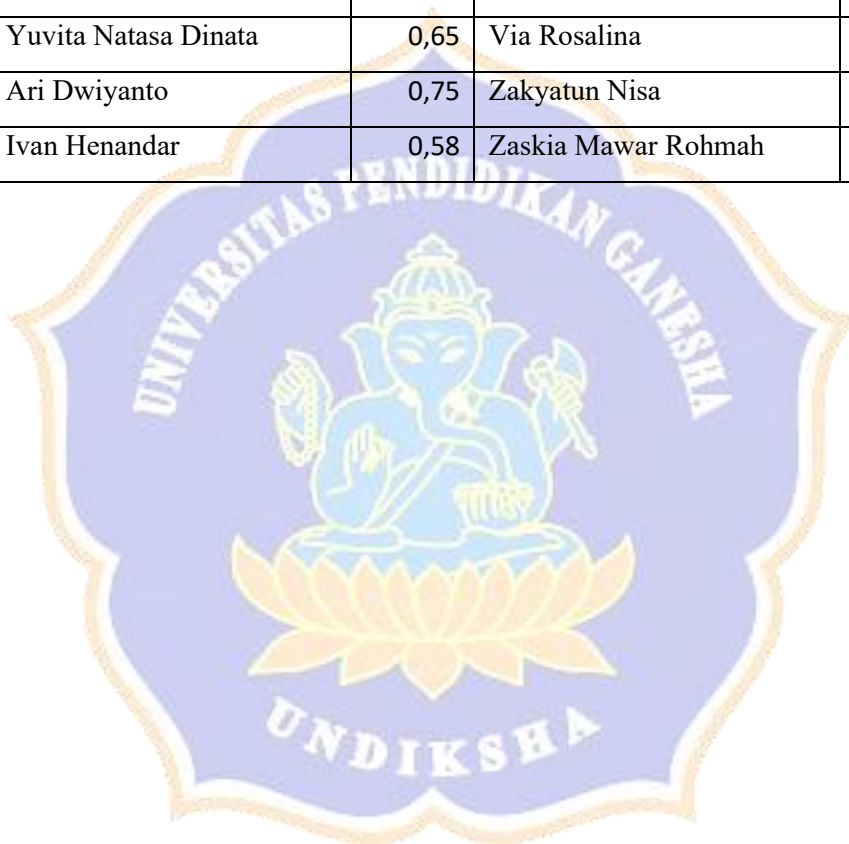 Yuvita Natasa Dinata 0,65 Via Rosalina
Ari Dwiyanto 0,75 Zakyatun Nisa
Ivan Henandar 0,58 Zaskia Mawar Rohmah
UNIVERSITAS PENDIDIKAN GANESHA
UNDIKSHA